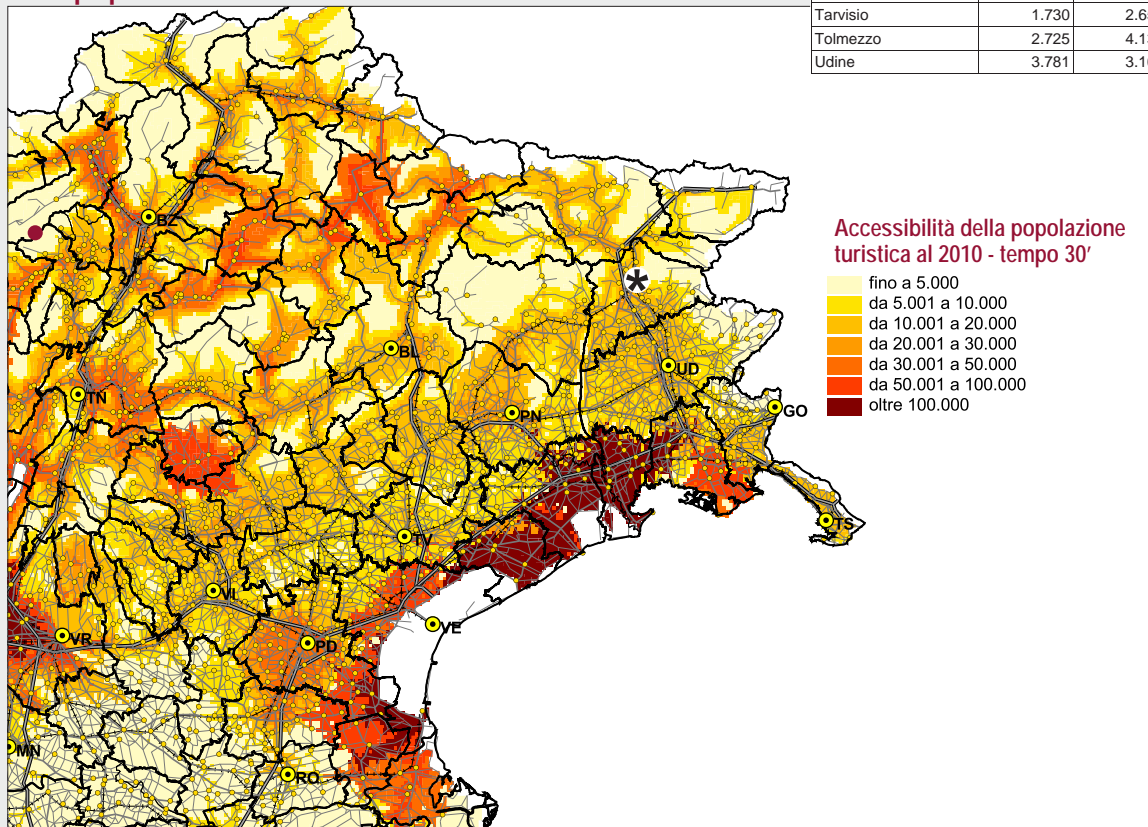 Tarvisio 1.730
Tolmezzo 2.725
Udine 3.781
BZ
BL
UD
TN
PN
GO
TS
TV
VI
VE
VR
PD
MN
RO
*
Accessibilità della popolazione
turistica al 2010 - tempo 30'
fino a 5.000
da 5.001 a 10.000
da 10.001 a 20.000
da 20.001 a 30.000
da 30.001 a 50.000
da 50.001 a 100.000
oltre 100.000